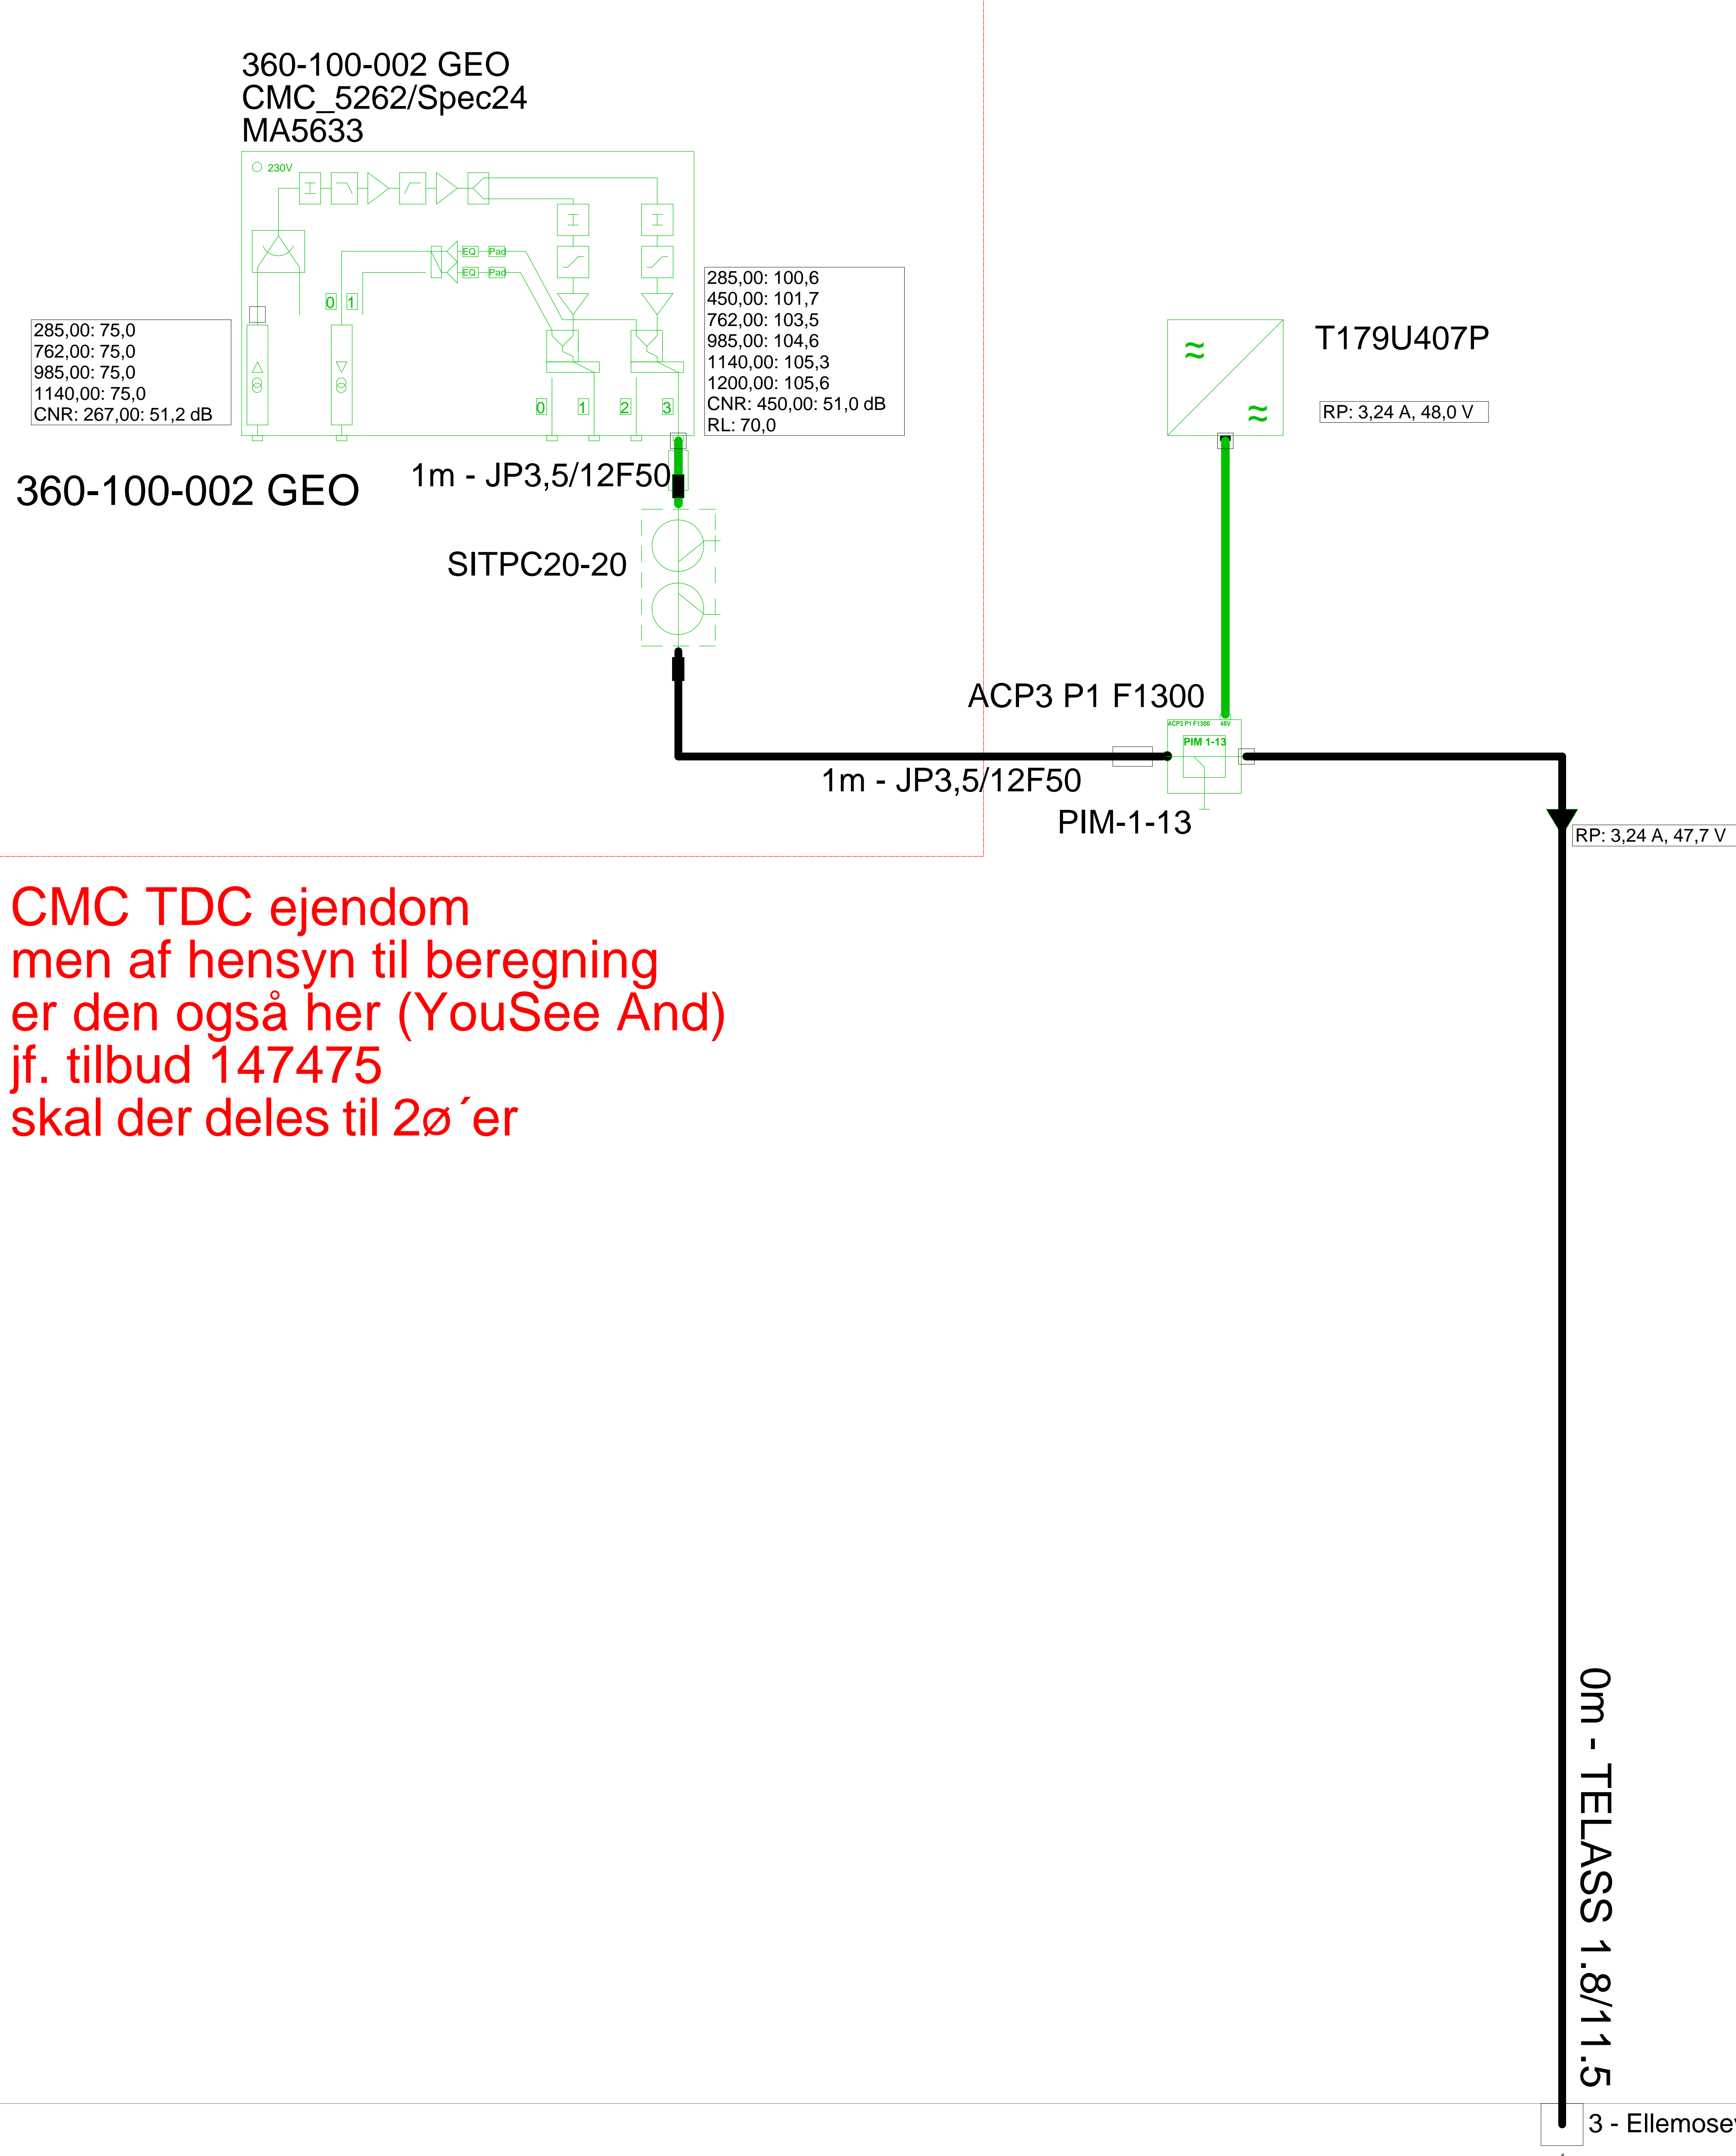 360-100-002 GEO
CMC_5262/Spec24
MA5633
230V
EQ
Pad
EQ
Pad
0
1
285,00: 75,0
762,00: 75,0
985,00: 75,0
1140,00: 75,0
CNR: 267,00: 51,2 dB
285,00: 100,6
450,00: 101,7
762,00: 103,5
985,00: 104,6
1140,00: 105,3
1200,00: 105,6
CNR: 450,00: 51,0 dB
RL: 70,0
0
1
2
3
T179U407P
RP: 3,24 A, 48,0 V
360-100-002 GEO
1m - JP3,5/12F50
SITPC20-20
ACP3 P1 F1300
ACP3 P1 F1300
48V
PIM 1-13
1m - JP3,5/12F50
PIM-1-13
RP: 3,24 A, 47,7 V
CMC TDC ejendom
men af hensyn til beregning
er den også her (YouSee And)
jf. tilbud 147475
skal der deles til 2ø´er
0m - TELASS 1.8/11.5
3 -